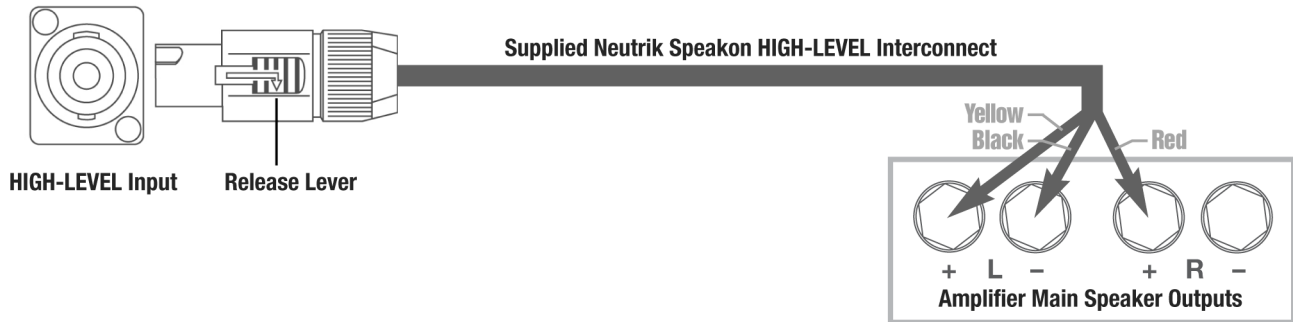 Supplied Neutrik Speakon HIGH-LEVEL Interconnect
Yellow
Black
Red
HIGH-LEVEL Input
Release Lever
+ L – + R –
Amplifier Main Speaker Outputs